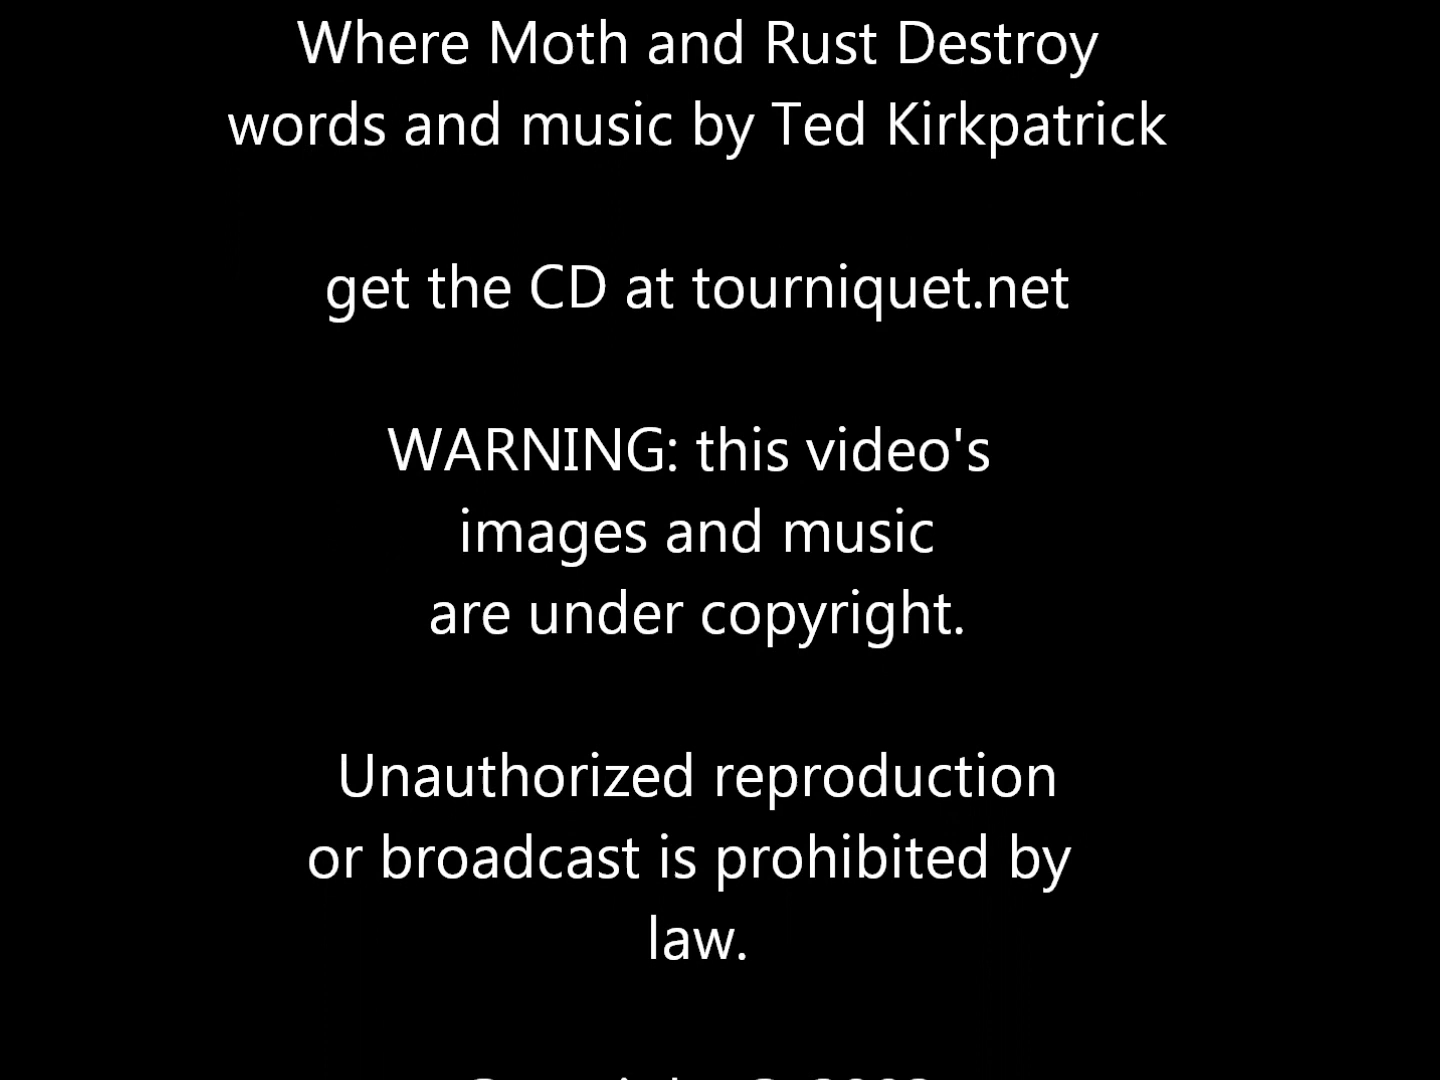 Where Moth and Rust Destroy
words and music by Ted Kirkpatrick
get the CD at tourniquet.net
WARNING: this video's
images and music
are under copyright.
Unauthorized reproduction
or broadcast is prohibited by
law.